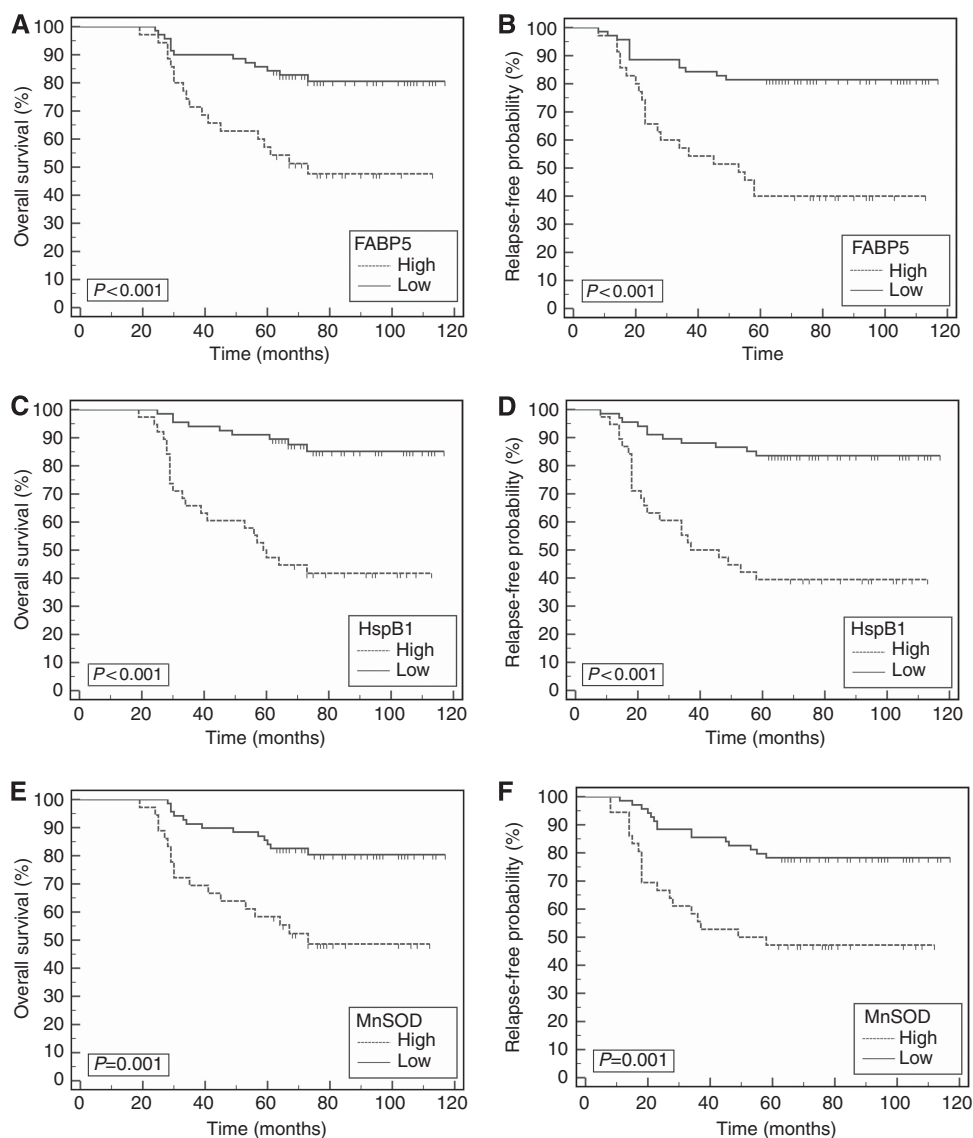 A
Overall survival (%)
100
90
80
70
60
50
40
30
20
10
0
FABP5
High
Low
P<0.001
0 20 40 60 80 100 120
Time (months)
B
Relapse-free probability (%)
100
90
80
70
60
50
40
30
20
10
0
FABP5
High
Low
P<0.001
0 20 40 60 80 100 120
Time
C
Overall survival (%)
100
90
80
70
60
50
40
30
20
10
0
HspB1
High
Low
P<0.001
0 20 40 60 80 100 120
Time (months)
D
Relapse-free probability (%)
100
90
80
70
60
50
40
30
20
10
0
HspB1
High
Low
P<0.001
0 20 40 60 80 100 120
Time (months)
E
Overall survival (%)
100
90
80
70
60
50
40
30
20
10
0
MnSOD
High
Low
P=0.001
0 20 40 60 80 100 120
Time (months)
F
Relapse-free probability (%)
100
90
80
70
60
50
40
30
20
10
0
MnSOD
High
Low
P=0.001
0 20 40 60 80 100 120
Time (months)